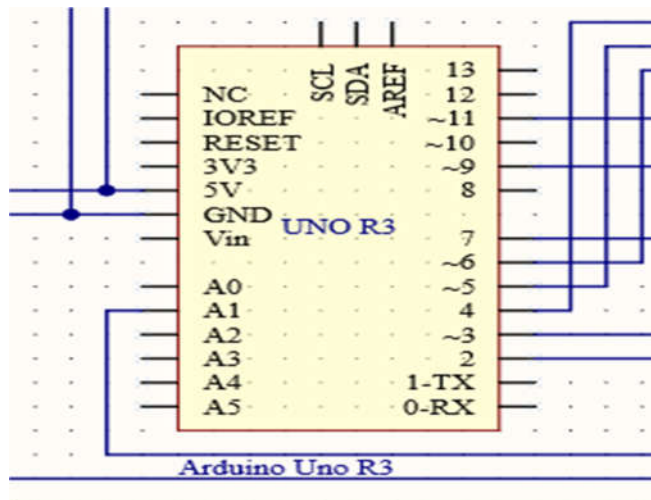 SCL SDA AREF
NC
IOREF
RESET
3V3
5V
GND
Vin
A0
A1
A2
A3
A4
A5
UNO R3
13
12
~11
~10
~9
8
7
~6
~5
4
~3
2
1-TX
0-RX
Arduino Uno R3